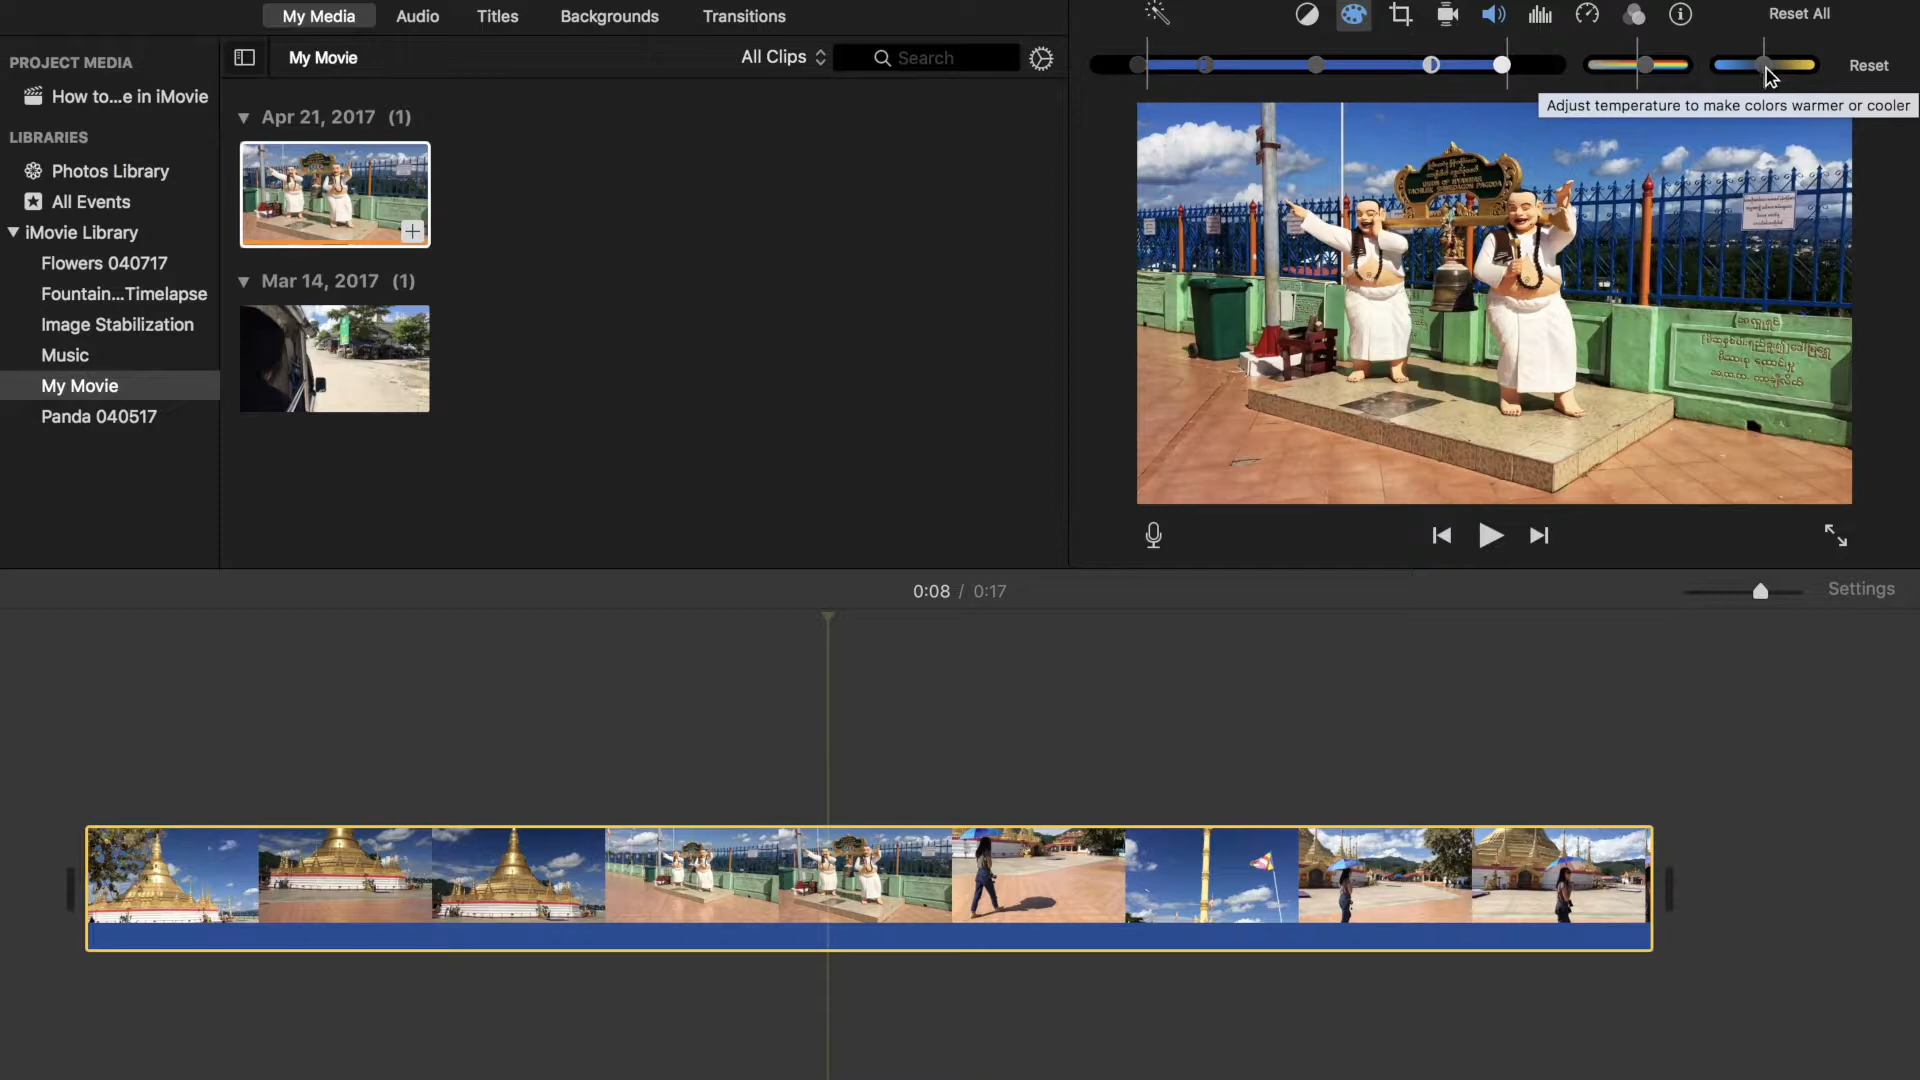 My Media
Audio
Titles
Backgrounds
Transitions
Reset All
PROJECT MEDIA
How to...e in iMovie
LIBRARIES
Photos Library
All Events
iMovie Library
Flowers 040717
Fountain...Timelapse
Image Stabilization
Music
My Movie
Panda 040517
My Movie
All Clips
Search
Apr 21, 2017 (1)
Mar 14, 2017 (1)
Reset
Adjust temperature to make colors warmer or cooler
UNION OF MYANMAR
0:08 / 0:17
Settings